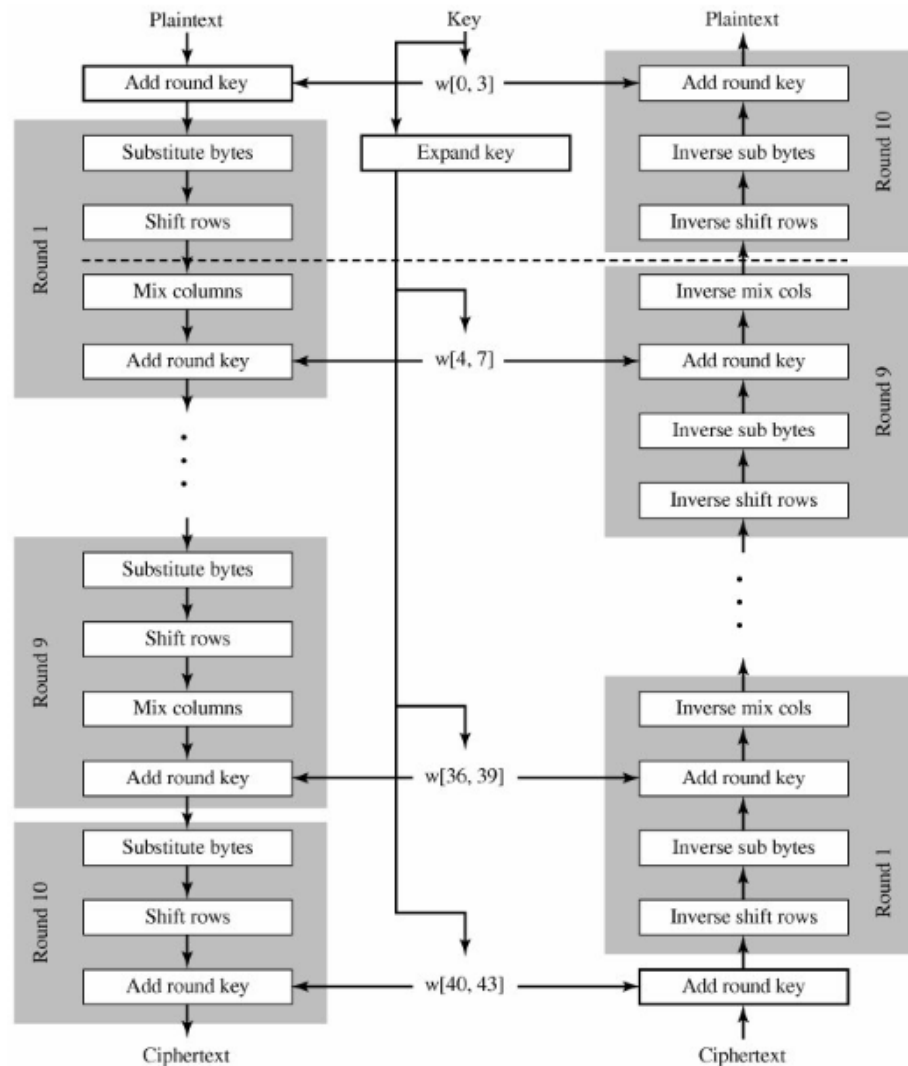 Plaintext
Add round key
Round 1
Substitute bytes
Shift rows
Mix columns
Add round key
Round 9
Substitute bytes
Shift rows
Mix columns
Add round key
Round 10
Substitute bytes
Shift rows
Add round key
Ciphertext
Key
w[0, 3]
Expand key
w[4, 7]
w[36, 39]
w[40, 43]
Plaintext
Add round key
Inverse sub bytes
Inverse shift rows
Round 10
Inverse mix cols
Add round key
Inverse sub bytes
Inverse shift rows
Round 9
Inverse mix cols
Add round key
Inverse sub bytes
Inverse shift rows
Round 1
Add round key
Ciphertext